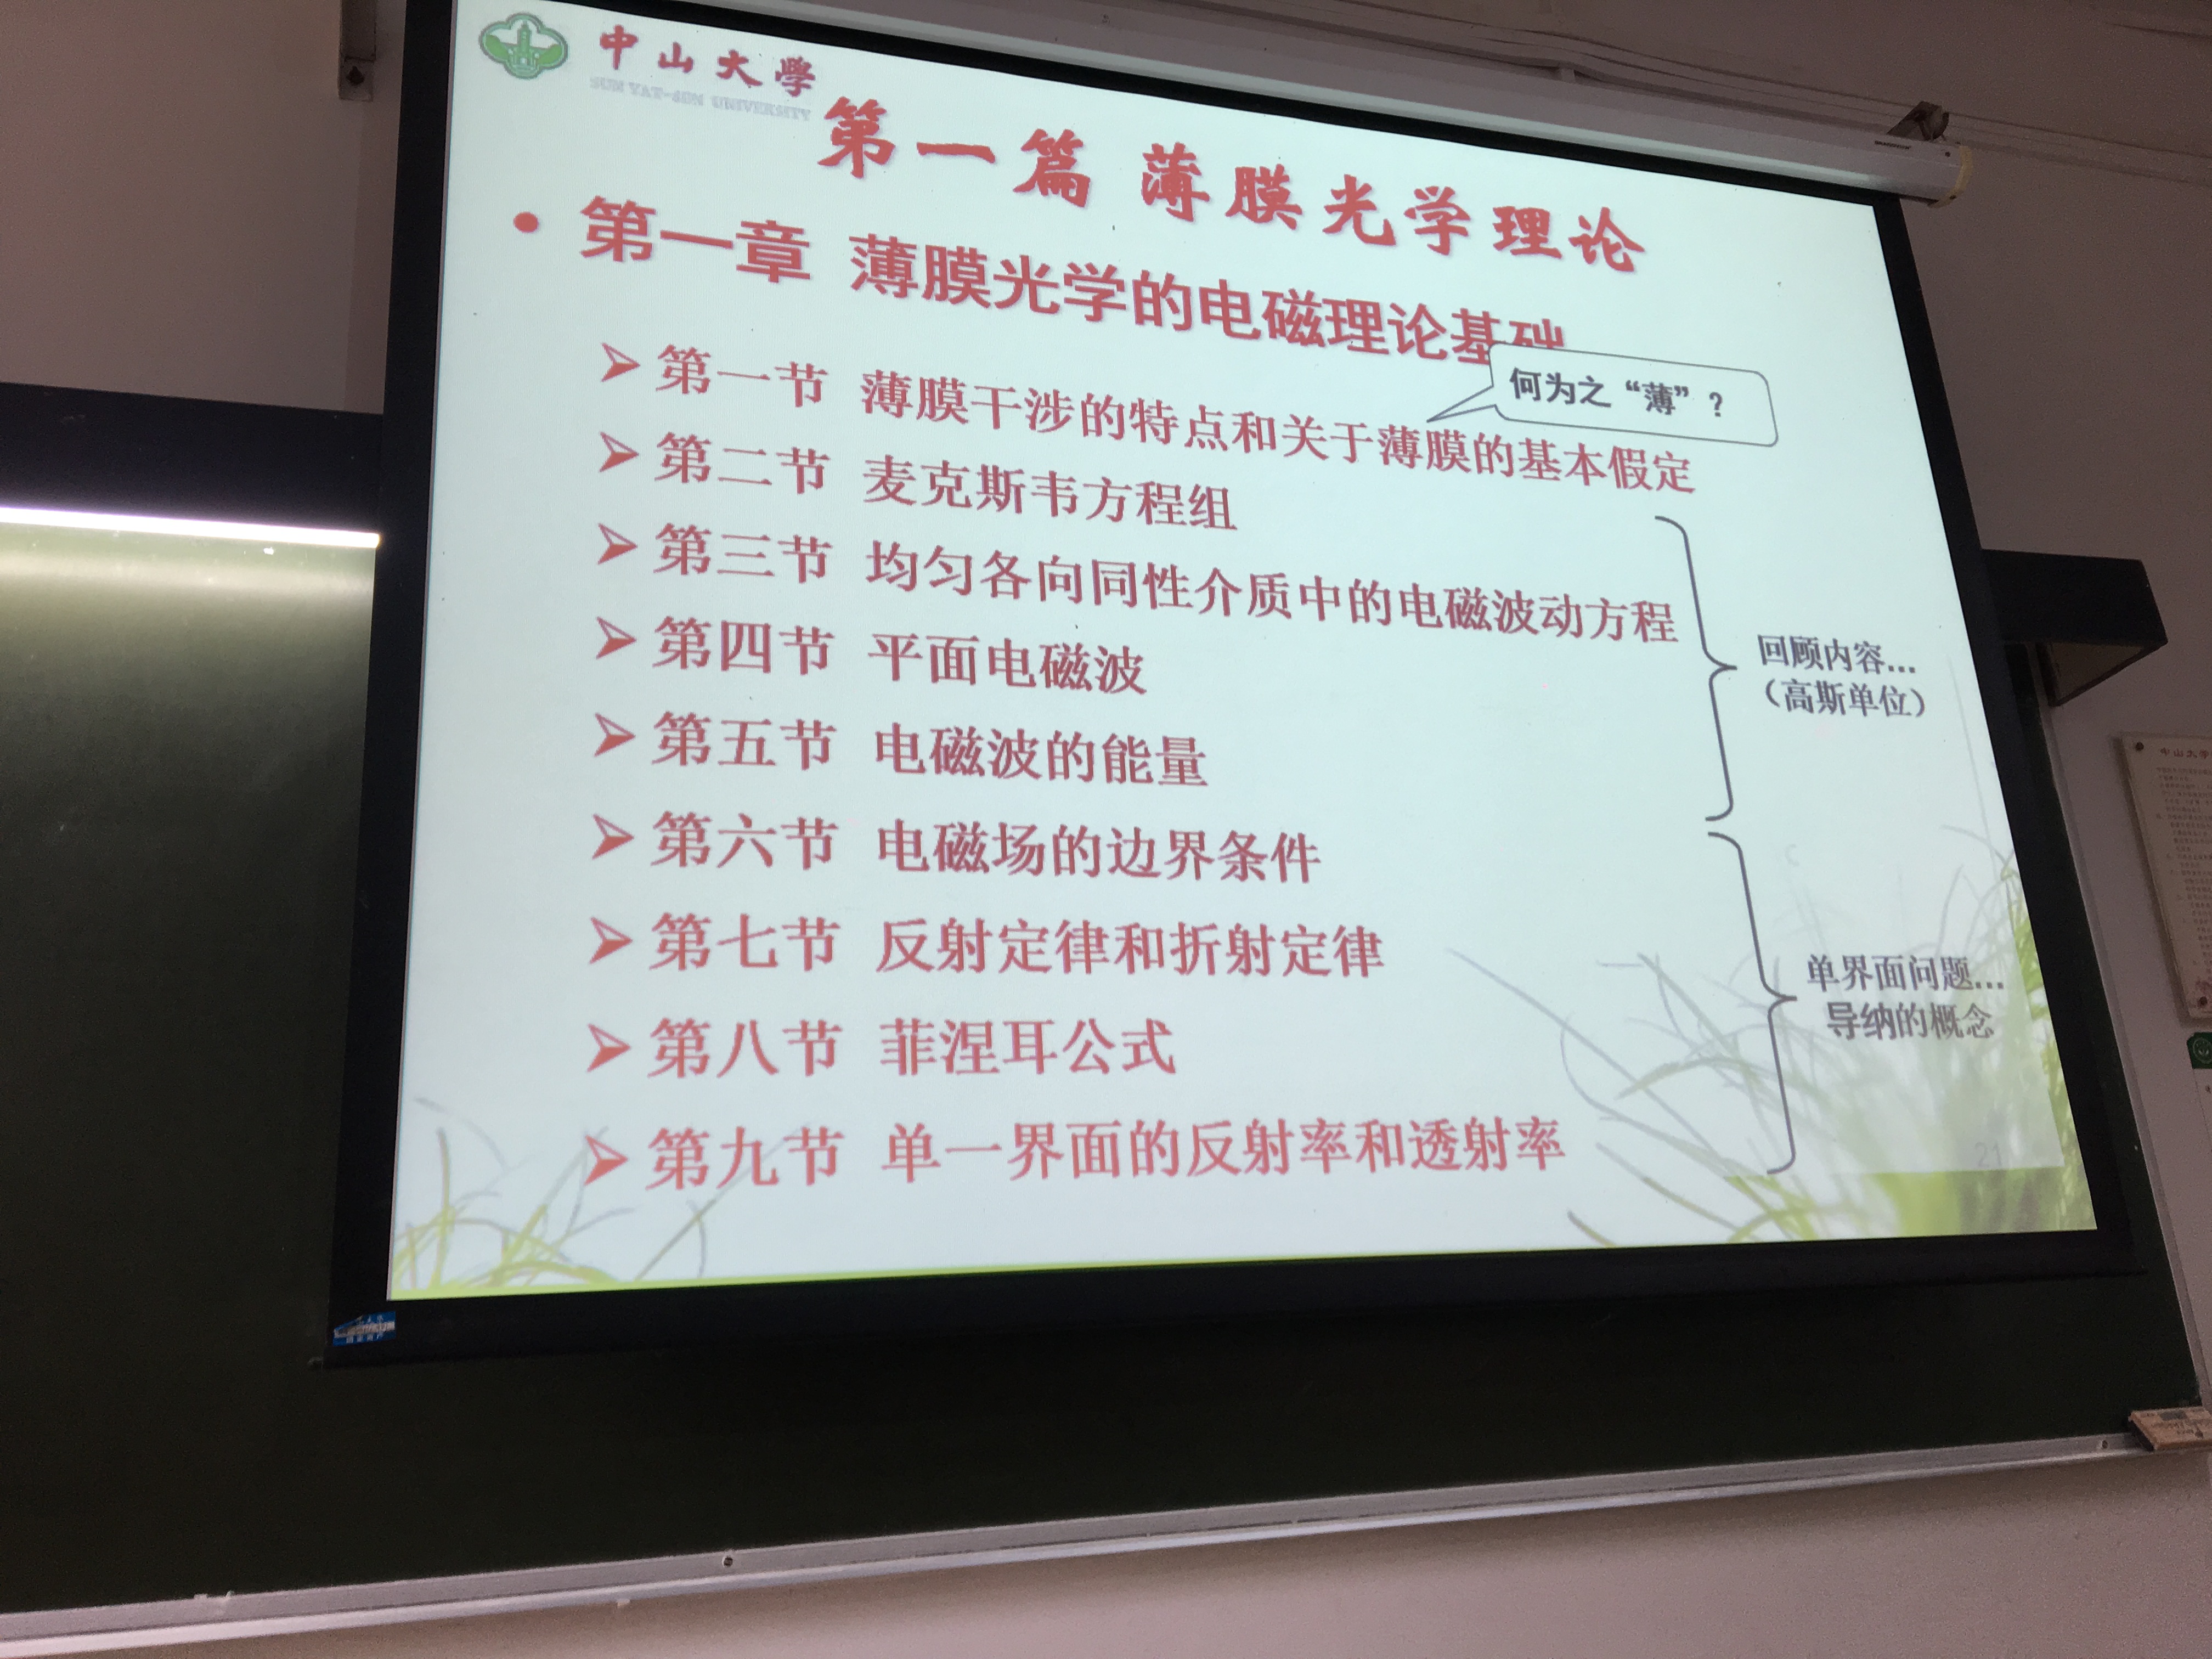 中山大學
SUN YAT-SEN UNIVERSITY
第一篇 薄膜光学理论
• 第一章 薄膜光学的电磁理论基础
何为之“薄”？
➢ 第一节 薄膜干涉的特点和关于薄膜的基本假定
➢ 第二节 麦克斯韦方程组
➢ 第三节 均匀各向同性介质中的电磁波动方程
➢ 第四节 平面电磁波
➢ 第五节 电磁波的能量
回顾内容…
（高斯单位）
➢ 第六节 电磁场的边界条件
➢ 第七节 反射定律和折射定律
➢ 第八节 菲涅耳公式
➢ 第九节 单一界面的反射率和透射率
单界面问题…
导纳的概念
21
中山大学